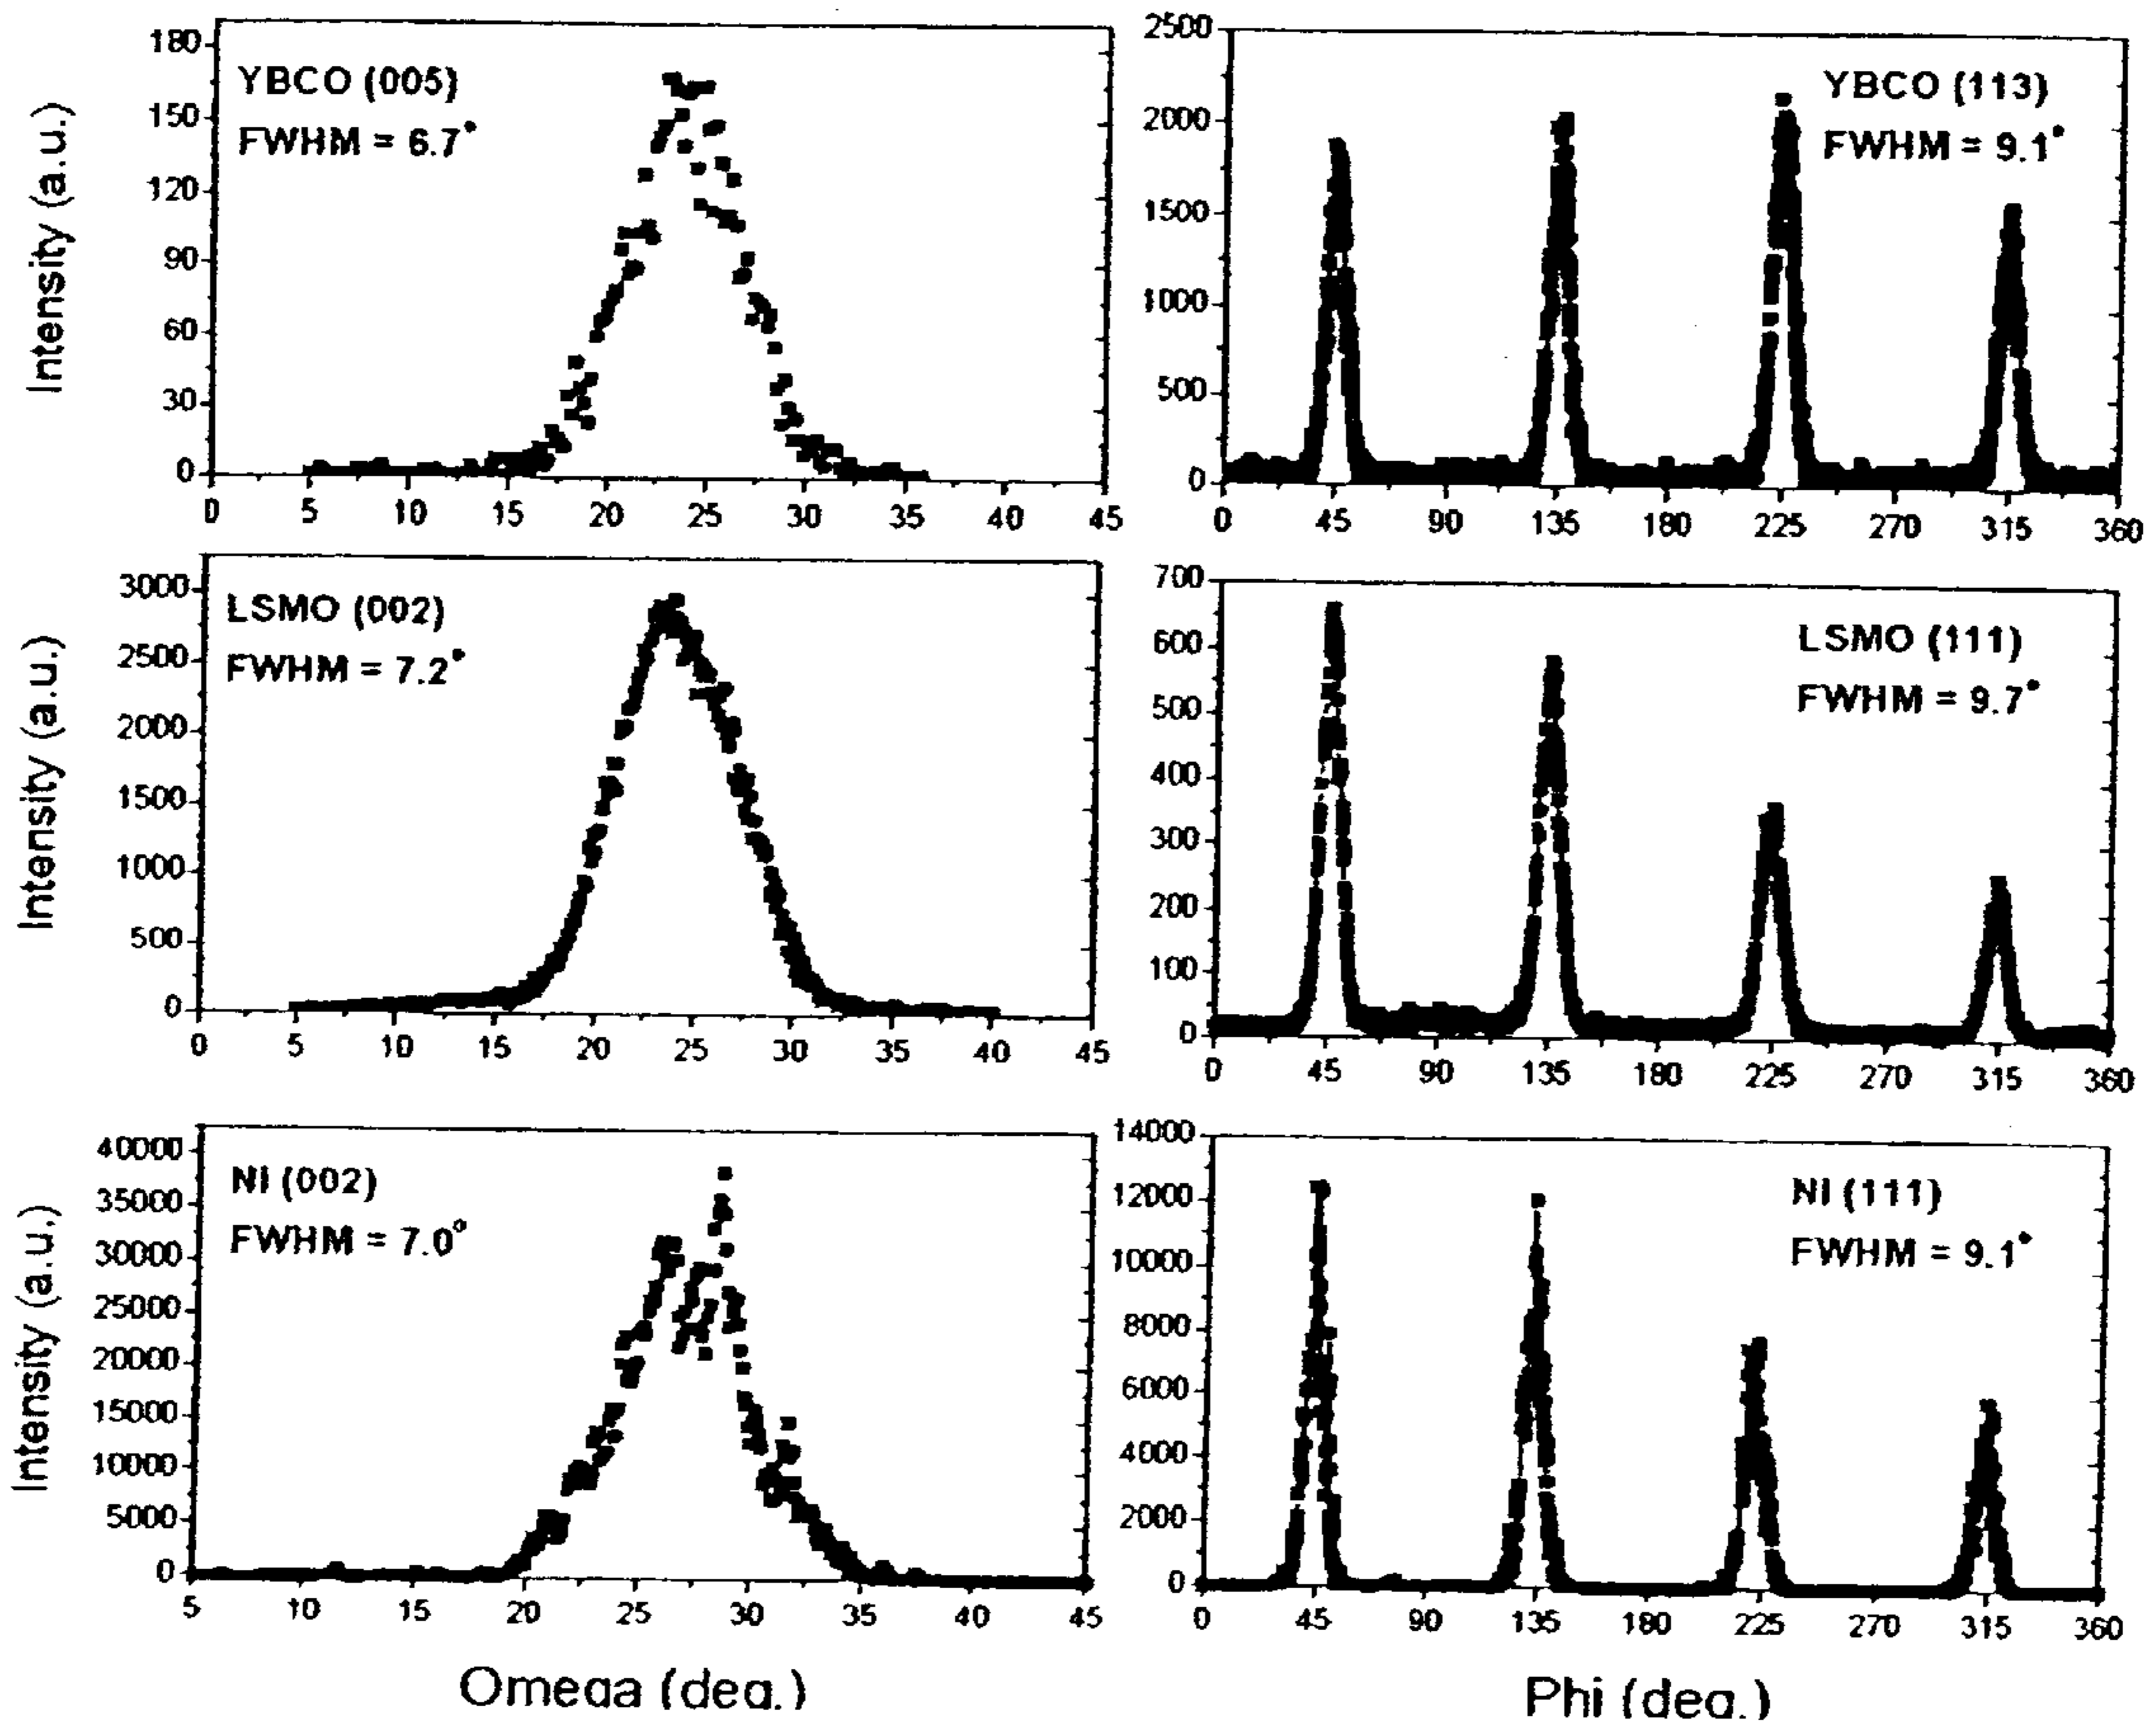 180
150
120
90
60
30
0
Intensity (a.u.)
YBCO (005)
FWHM = 6.7°
0 5 10 15 20 25 30 35 40 45
2500
2000
1500
1000
500
0
YBCO (113)
FWHM = 9.1°
0 45 90 135 180 225 270 315 360
3000
2500
2000
1500
1000
500
0
Intensity (a.u.)
LSMO (002)
FWHM = 7.2°
0 5 10 15 20 25 30 35 40 45
700
600
500
400
300
200
100
0
LSMO (111)
FWHM = 9.7°
0 45 90 135 180 225 270 315 360
40000
35000
30000
25000
20000
15000
10000
5000
0
Intensity (a.u.)
NI (002)
FWHM = 7.0°
5 10 15 20 25 30 35 40 45
Omega (deg.)
14000
12000
10000
8000
6000
4000
2000
0
NI (111)
FWHM = 9.1°
0 45 90 135 180 225 270 315 360
Phi (deg.)